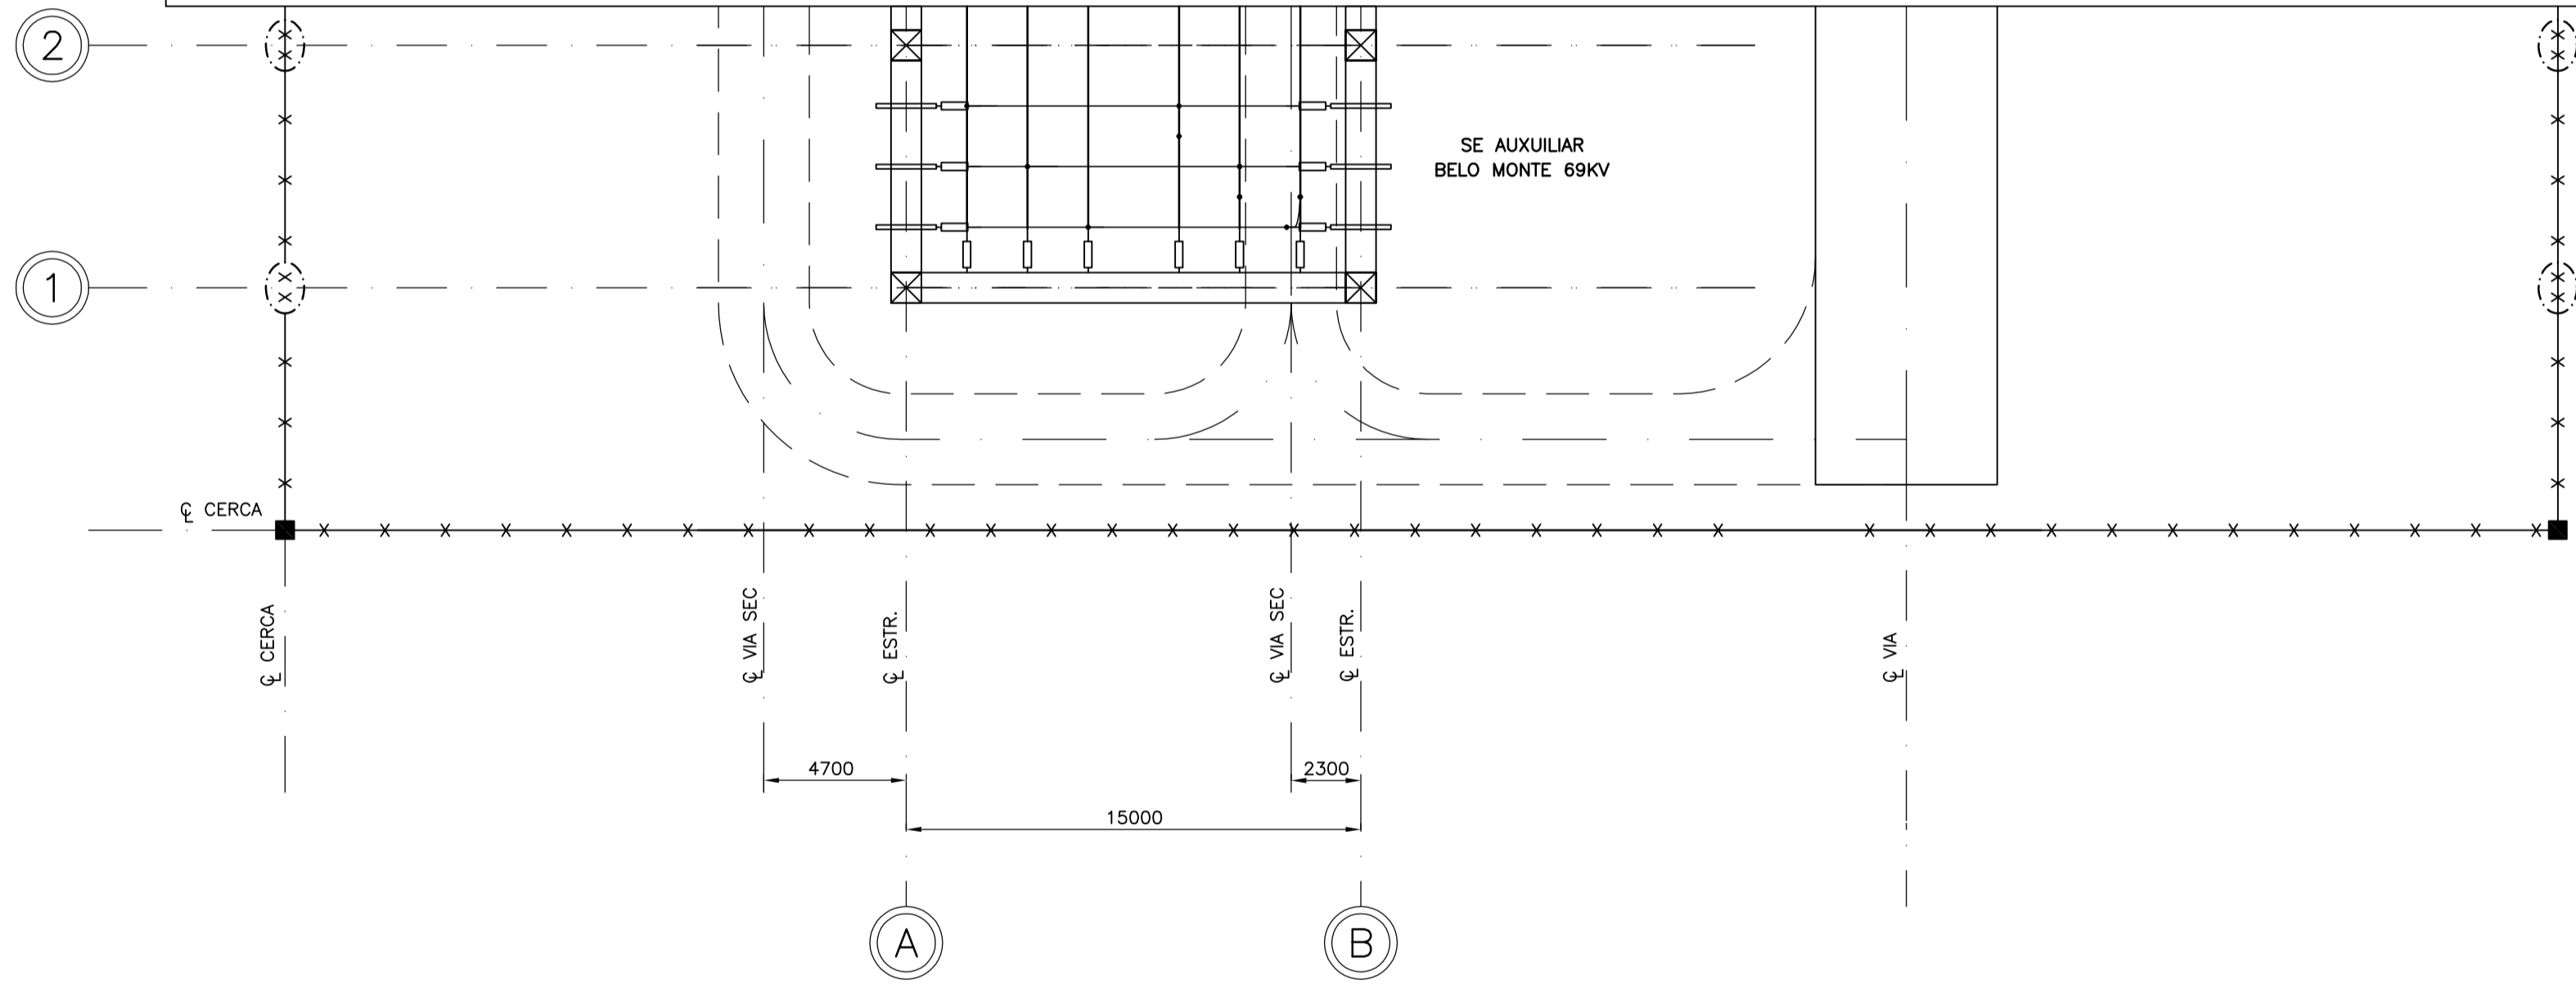 2
SE AUXUILIAR
BELO MONTE 69KV
1
℄ CERCA
℄ CERCA
℄ VIA SEC
℄ ESTR.
℄ VIA SEC
℄ ESTR.
℄ VIA
4700
2300
15000
A
B